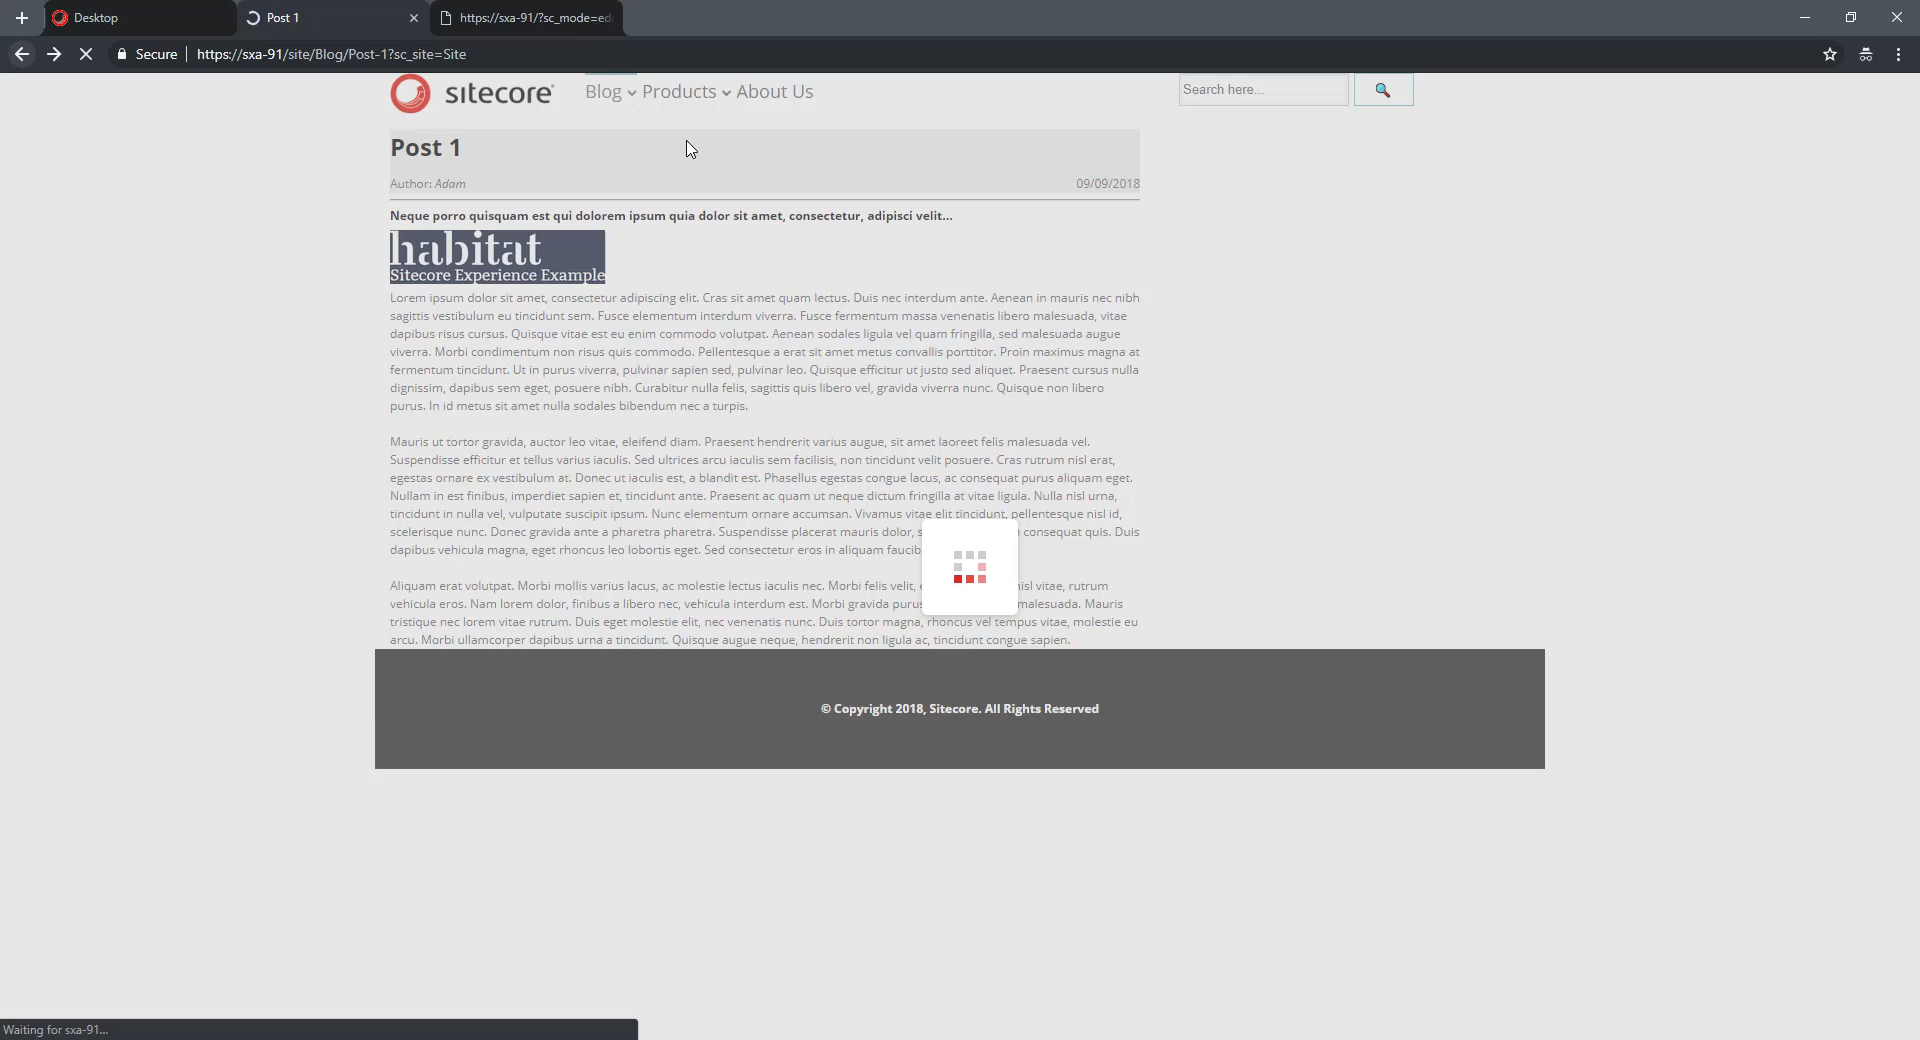 Desktop
Post 1
https://sxa-91/?sc_mode=ed
Secure
https://sxa-91/site/Blog/Post-1?sc_site=Site
sitecore
Blog Products About Us
Search here...
Post 1
Author: Adam
09/09/2018
Neque porro quisquam est qui dolorem ipsum quia dolor sit amet, consectetur, adipisci velit...
habitat
Sitecore Experience Example
Lorem ipsum dolor sit amet, consectetur adipiscing elit. Cras sit amet quam lectus. Duis nec interdum ante. Aenean in mauris nec nibh
sagittis vestibulum eu tincidunt sem. Fusce elementum interdum viverra. Fusce fermentum massa venenatis libero malesuada, vitae
dapibus risus cursus. Quisque vitae est eu enim commodo volutpat. Aenean sodales ligula vel quam fringilla, sed malesuada augue
viverra. Morbi condimentum non risus quis commodo. Pellentesque a erat sit amet metus convallis porttitor. Proin maximus magna at
fermentum tincidunt. Ut in purus viverra, pulvinar sapien sed, pulvinar leo. Quisque efficitur ut justo sed aliquet. Praesent cursus nulla
dignissim, dapibus sem eget, posuere nibh. Curabitur nulla felis, sagittis quis libero vel, gravida viverra nunc. Quisque non libero
purus. In id metus sit amet nulla sodales bibendum nec a turpis.
Mauris ut tortor gravida, auctor leo vitae, eleifend diam. Praesent hendrerit varius augue, sit amet laoreet felis malesuada vel.
Suspendisse efficitur et tellus varius iaculis. Sed ultrices arcu iaculis sem facilisis, non tincidunt velit posuere. Cras rutrum nisl erat,
egestas ornare ex vestibulum at. Donec ut iaculis est, a blandit est. Phasellus egestas congue lacus, ac consequat purus aliquam eget.
Nullam in est finibus, imperdiet sapien et, tincidunt ante. Praesent ac quam ut neque dictum fringilla at vitae ligula. Nulla nisl urna,
tincidunt in nulla vel, vulputate suscipit ipsum. Nunc elementum ornare accumsan. Vivamus vitae elit tincidunt, pellentesque nisl id,
scelerisque nunc. Donec gravida ante a pharetra pharetra. Suspendisse placerat mauris dolor, consequat quis. Duis
dapibus vehicula magna, eget rhoncus leo lobortis eget. Sed consectetur eros in aliquam faucib
Aliquam erat volutpat. Morbi mollis varius lacus, ac molestie lectus iaculis nec. Morbi felis velit, nisl vitae, rutrum
vehicula eros. Nam lorem dolor, finibus a libero nec, vehicula interdum est. Morbi gravida purus malesuada. Mauris
tristique nec lorem vitae rutrum. Duis eget molestie elit, nec venenatis nunc. Duis tortor magna, rhoncus vel tempus vitae, molestie eu
arcu. Morbi ullamcorper dapibus urna a tincidunt. Quisque augue neque, hendrerit non ligula ac, tincidunt congue sapien.
© Copyright 2018, Sitecore. All Rights Reserved
Waiting for sxa-91...